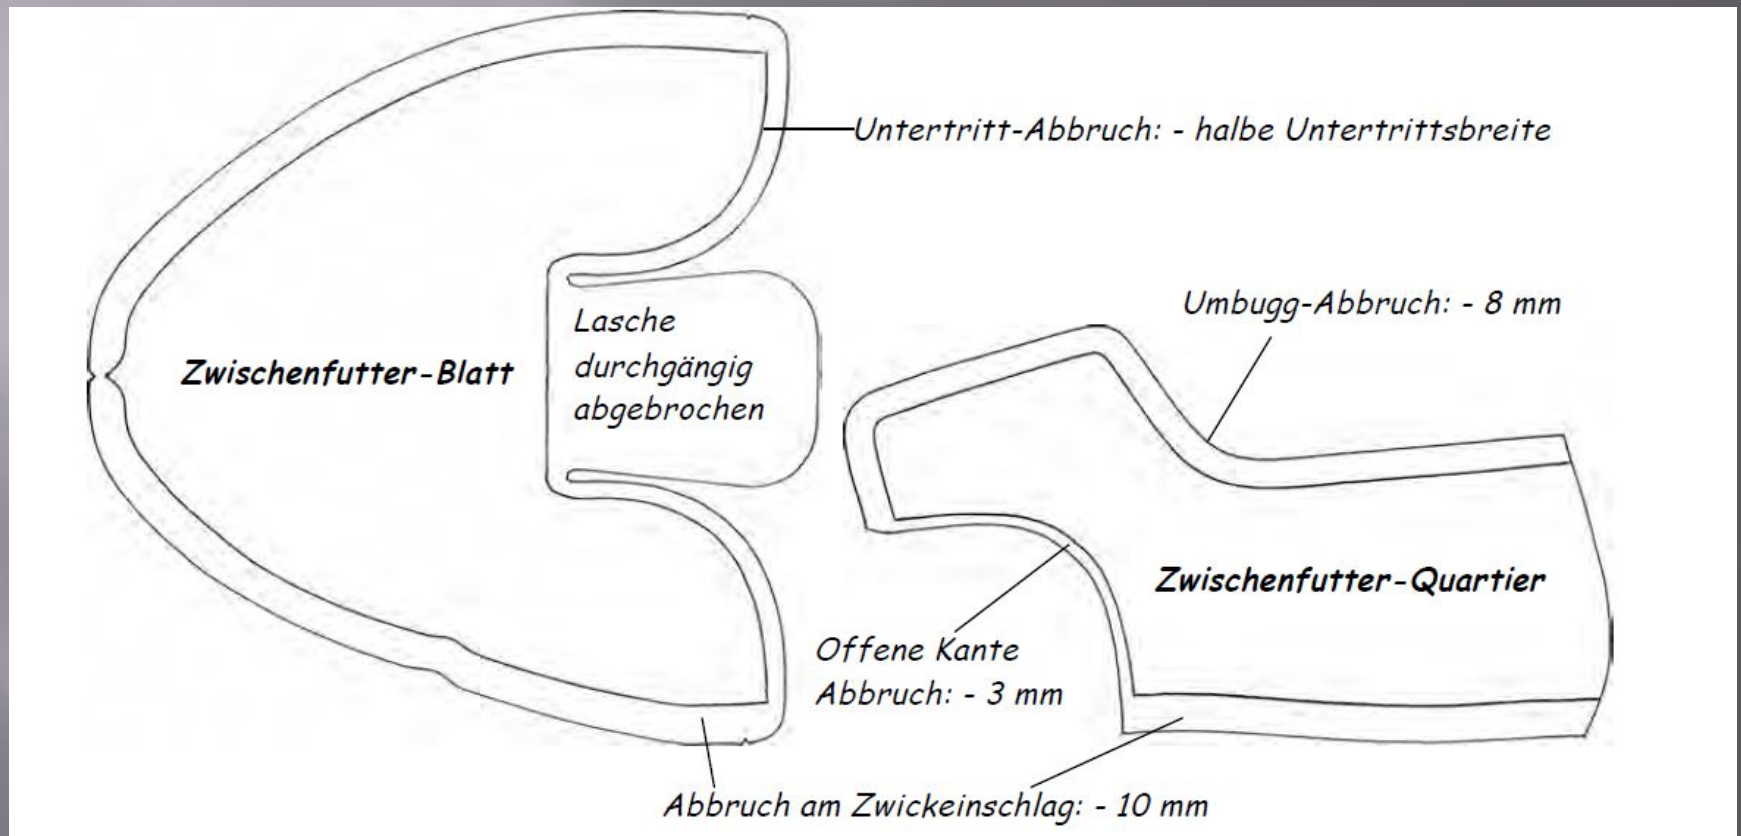 Untertritt-Abbruch: - halbe Untertrittsbreite
Umbugg-Abbruch: - 8 mm
Lasche
durchgängig
abgebrochen
Zwischenfutter-Blatt
Zwischenfutter-Quartier
Offene Kante
Abbruch: - 3 mm
Abbruch am Zwickeinschlag: - 10 mm